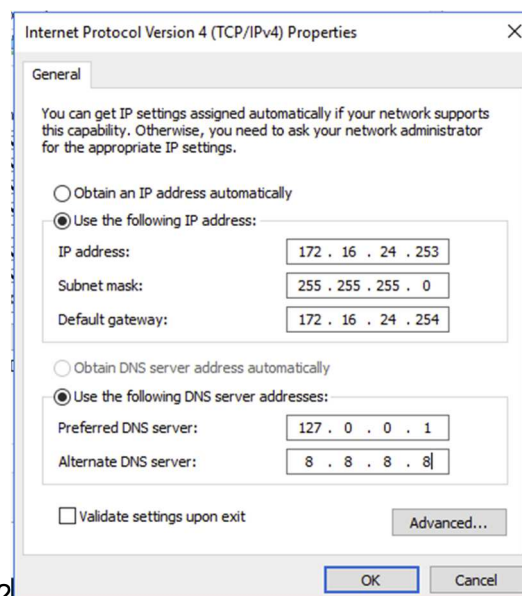 Internet Protocol Version 4 (TCP/IPv4) Properties
General
You can get IP settings assigned automatically if your network supports
this capability. Otherwise, you need to ask your network administrator
for the appropriate IP settings.
Obtain an IP address automatically
Use the following IP address:
IP address: 172 . 16 . 24 . 253
Subnet mask: 255 . 255 . 255 . 0
Default gateway: 172 . 16 . 24 . 254
Obtain DNS server address automatically
Use the following DNS server addresses:
Preferred DNS server: 127 . 0 . 0 . 1
Alternate DNS server: 8 . 8 . 8 . 8
Validate settings upon exit
Advanced...
OK Cancel